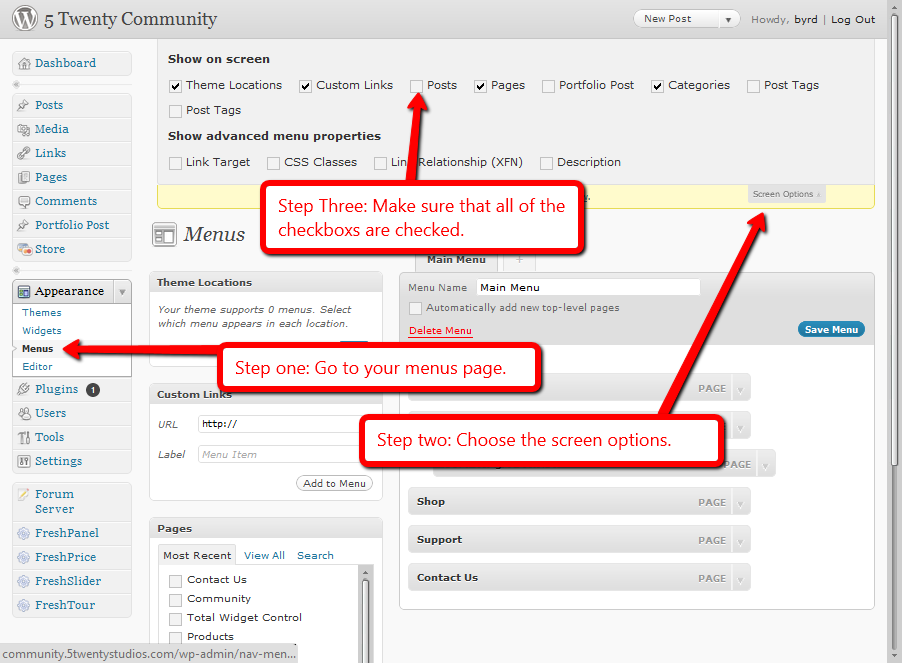 5 Twenty Community
New Post
Howdy, byrd | Log Out
Dashboard
Posts
Media
Links
Pages
Comments
Portfolio Post
Store
Appearance
Themes
Widgets
Menus
Editor
Plugins 1
Users
Tools
Settings
Forum
Server
FreshPanel
FreshPrice
FreshSlider
FreshTour
Show on screen
Theme Locations Custom Links Posts Pages Portfolio Post Categories Post Tags
Post Tags
Show advanced menu properties
Link Target CSS Classes Link Relationship (XFN) Description
Screen Options
Step Three: Make sure that all of the
checkboxs are checked.
Menus
Theme Locations
Your theme supports 0 menus. Select
which menu appears in each location.
Step one: Go to your menus page.
Custom Links
URL http://
Label Menu Item
Add to Menu
Pages
Most Recent View All Search
Contact Us
Community
Total Widget Control
Products
Main Menu +
Menu Name Main Menu
Automatically add new top-level pages
Delete Menu
Save Menu
PAGE
Step two: Choose the screen options.
PAGE
Shop PAGE
Support PAGE
Contact Us PAGE
community.5twentystudios.com/wp-admin/nav-men...